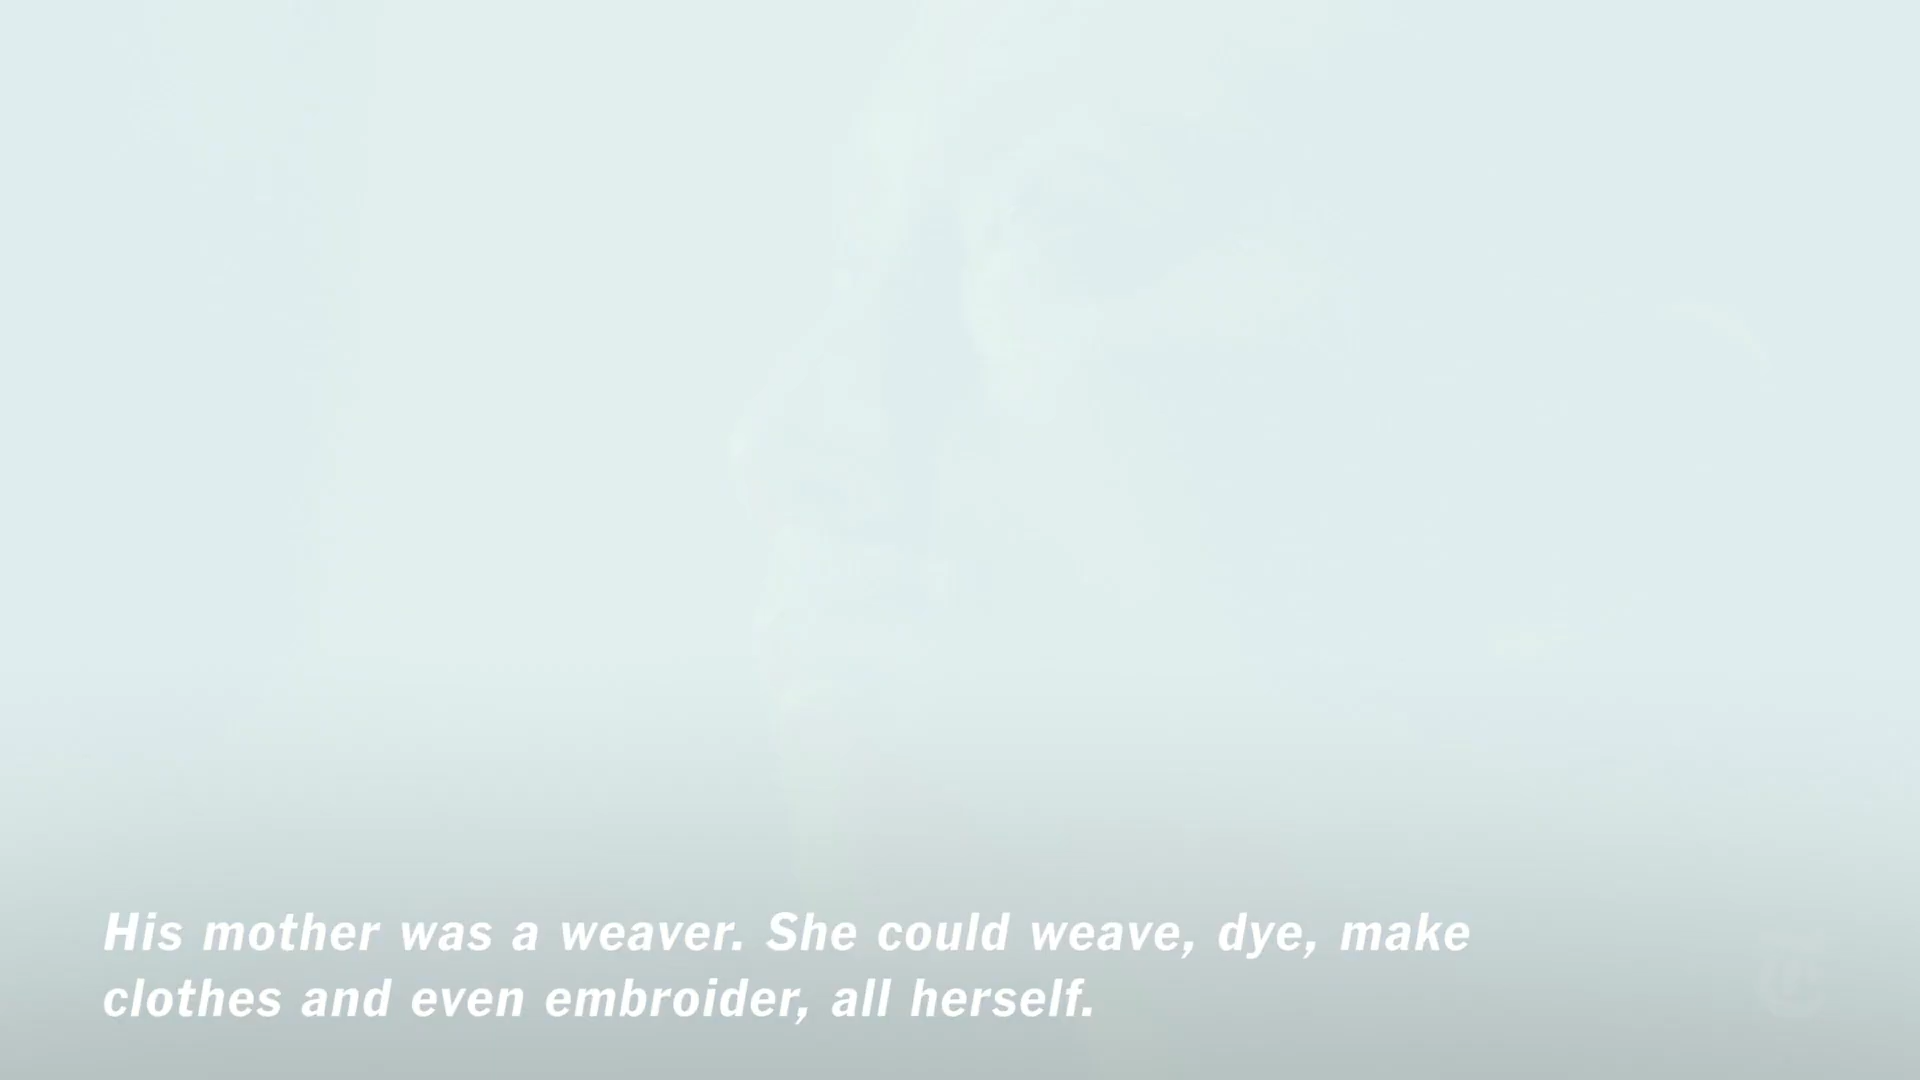 His mother was a weaver. She could weave, dye, make
clothes and even embroider, all herself.